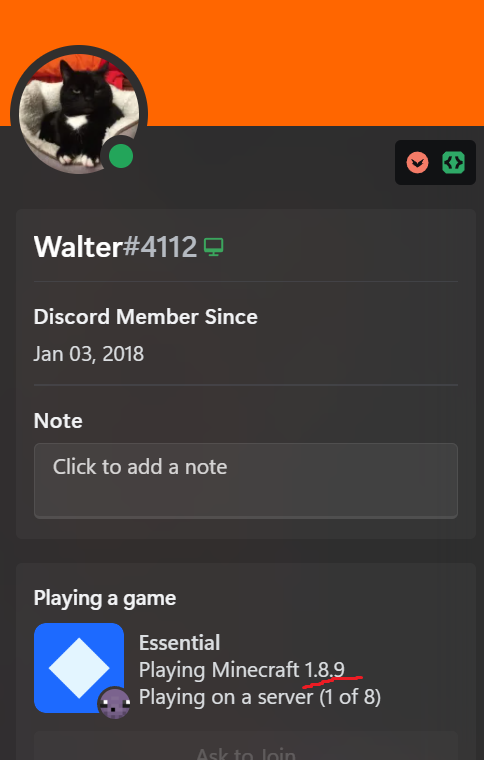 Walter#4112
Discord Member Since
Jan 03, 2018
Note
Click to add a note
Playing a game
Essential
Playing Minecraft 1.8.9
Playing on a server (1 of 8)
Ask to Join